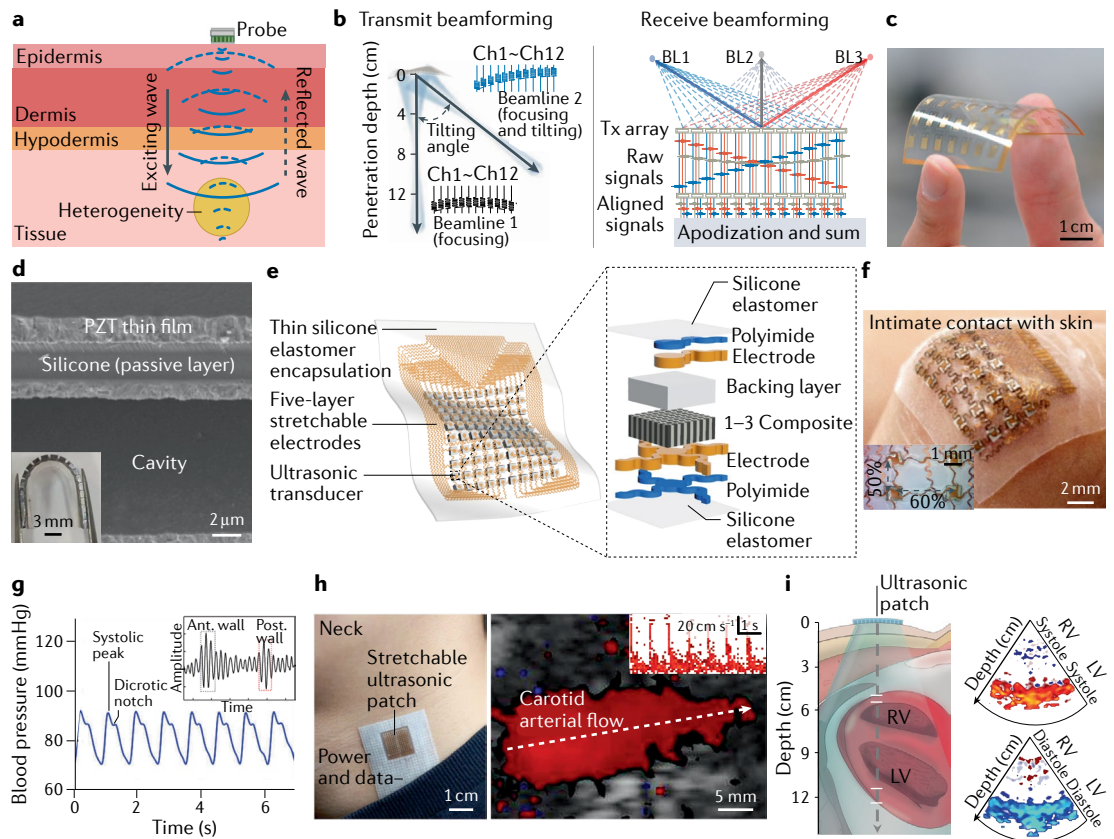 a
Probe
Epidermis
Dermis
Hypodermis
Exciting wave
Reflected wave
Heterogeneity
Tissue
b
Transmit beamforming
Penetration depth (cm)
0
4
8
12
Ch1~Ch12
Beamline 2
(focusing
and tilting)
Tilting
angle
Ch1~Ch12
Beamline 1
(focusing)
Receive beamforming
BL1
BL2
BL3
Tx array
Raw
signals
Aligned
signals
Apodization and sum
c
1 cm
d
PZT thin film
Silicone (passive layer)
Cavity
3 mm
2 μm
e
Thin silicone
elastomer
encapsulation
Five-layer
stretchable
electrodes
Ultrasonic
transducer
Silicone
elastomer
Polyimide
Electrode
Backing layer
1–3 Composite
Electrode
Polyimide
Silicone
elastomer
f
Intimate contact with skin
50%
1 mm
60%
2 mm
g
Blood pressure (mmHg)
120
100
80
60
Systolic
peak
Dicrotic
notch
Ant. wall
Post.
wall
Amplitude
Time
0
2
4
6
Time (s)
h
Neck
Stretchable
ultrasonic
patch
Power
and data–
1 cm
20 cm s⁻¹
1 s
Carotid
arterial flow
5 mm
i
Ultrasonic
patch
Depth (cm)
0
3
6
9
12
RV
LV
Depth (cm)
RV
Systole
LV
Systole
Depth (cm)
RV
Diastole
LV
Diastole